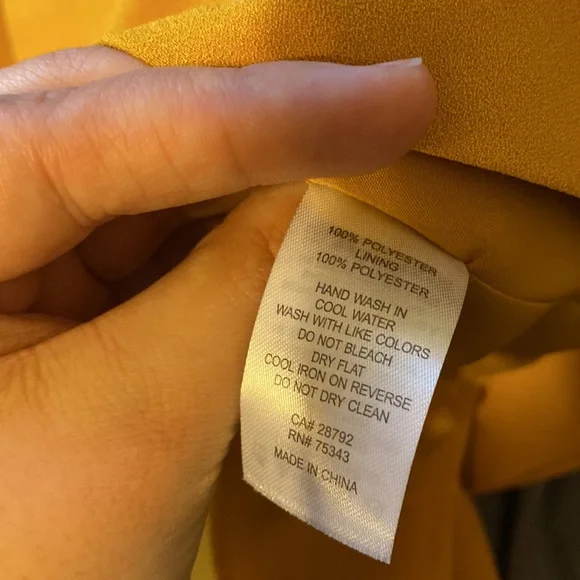 100% POLYESTER
LINING
100% POLYESTER
HAND WASH IN
COOL WATER
WASH WITH LIKE COLORS
DO NOT BLEACH
DRY FLAT
COOL IRON ON REVERSE
DO NOT DRY CLEAN
CA# 28792
RN# 75343
MADE IN CHINA